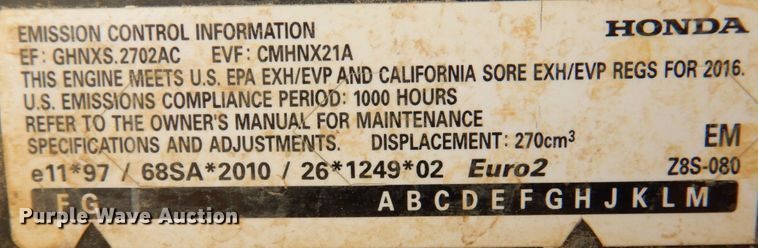 EMISSION CONTROL INFORMATION HONDA
EF: GHNXS.2702AC EVF: CMHNX21A
THIS ENGINE MEETS U.S. EPA EXH/EVP AND CALIFORNIA SORE EXH/EVP REGS FOR 2016.
U.S. EMISSIONS COMPLIANCE PERIOD: 1000 HOURS
REFER TO THE OWNER'S MANUAL FOR MAINTENANCE
SPECIFICATIONS AND ADJUSTMENTS. DISPLACEMENT: 270cm³ EM
e11*97 / 68SA*2010 / 26*1249*02 Euro2 Z8S-080
F G A B C D E F G H J K L M
Purple Wave Auction